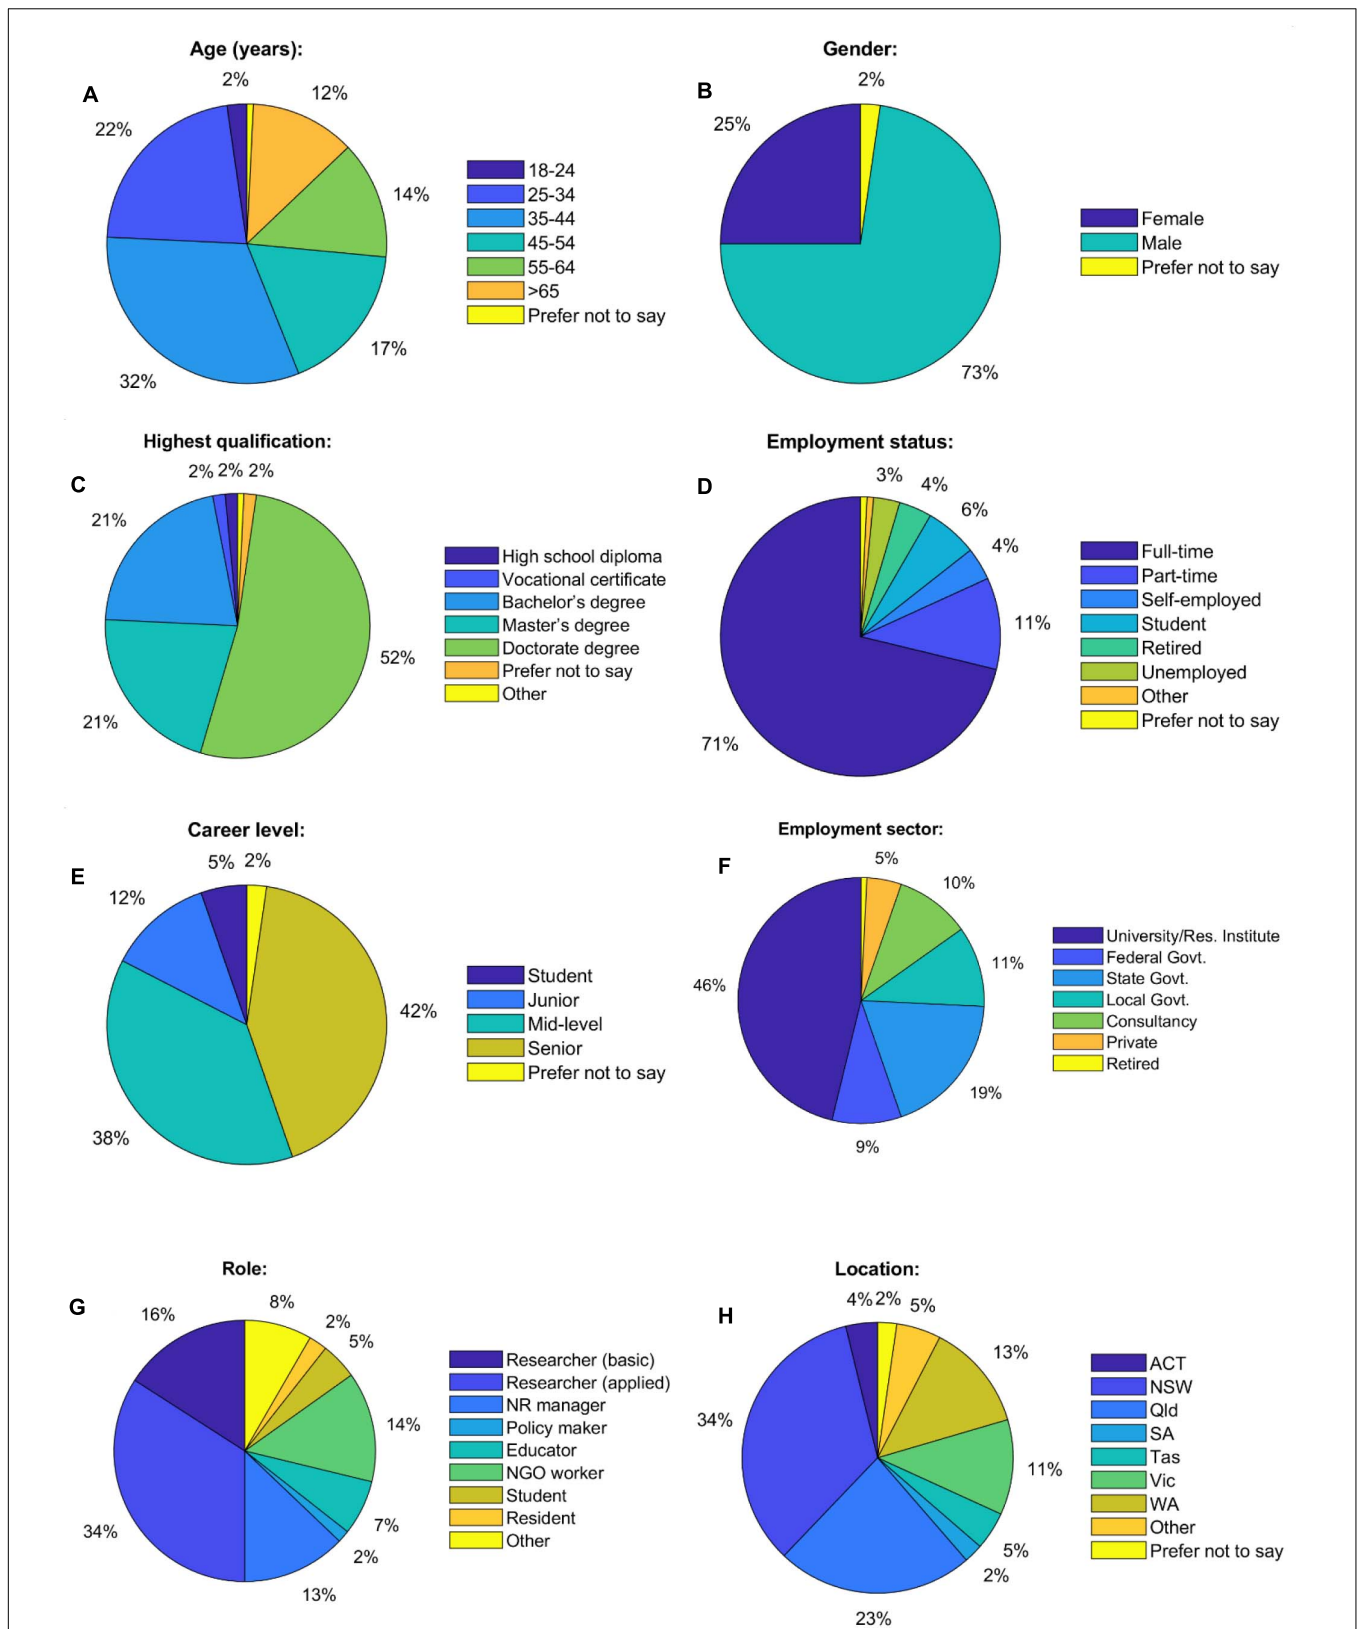 Age (years):
A
2%
12%
22%
14%
17%
32%
18-24
25-34
35-44
45-54
55-64
>65
Prefer not to say
Gender:
B
2%
25%
73%
Female
Male
Prefer not to say
Highest qualification:
C
2% 2% 2%
21%
52%
21%
High school diploma
Vocational certificate
Bachelor’s degree
Master’s degree
Doctorate degree
Prefer not to say
Other
Employment status:
D
3%
4%
6%
4%
11%
71%
Full-time
Part-time
Self-employed
Student
Retired
Unemployed
Other
Prefer not to say
Career level:
E
5% 2%
12%
42%
38%
Student
Junior
Mid-level
Senior
Prefer not to say
Employment sector:
F
5%
10%
11%
46%
19%
9%
University/Res. Institute
Federal Govt.
State Govt.
Local Govt.
Consultancy
Private
Retired
Role:
G
8%
16%
2%
5%
14%
34%
7%
2%
13%
Researcher (basic)
Researcher (applied)
NR manager
Policy maker
Educator
NGO worker
Student
Resident
Other
Location:
H
4% 2% 5%
13%
34%
11%
5%
2%
23%
ACT
NSW
Qld
SA
Tas
Vic
WA
Other
Prefer not to say